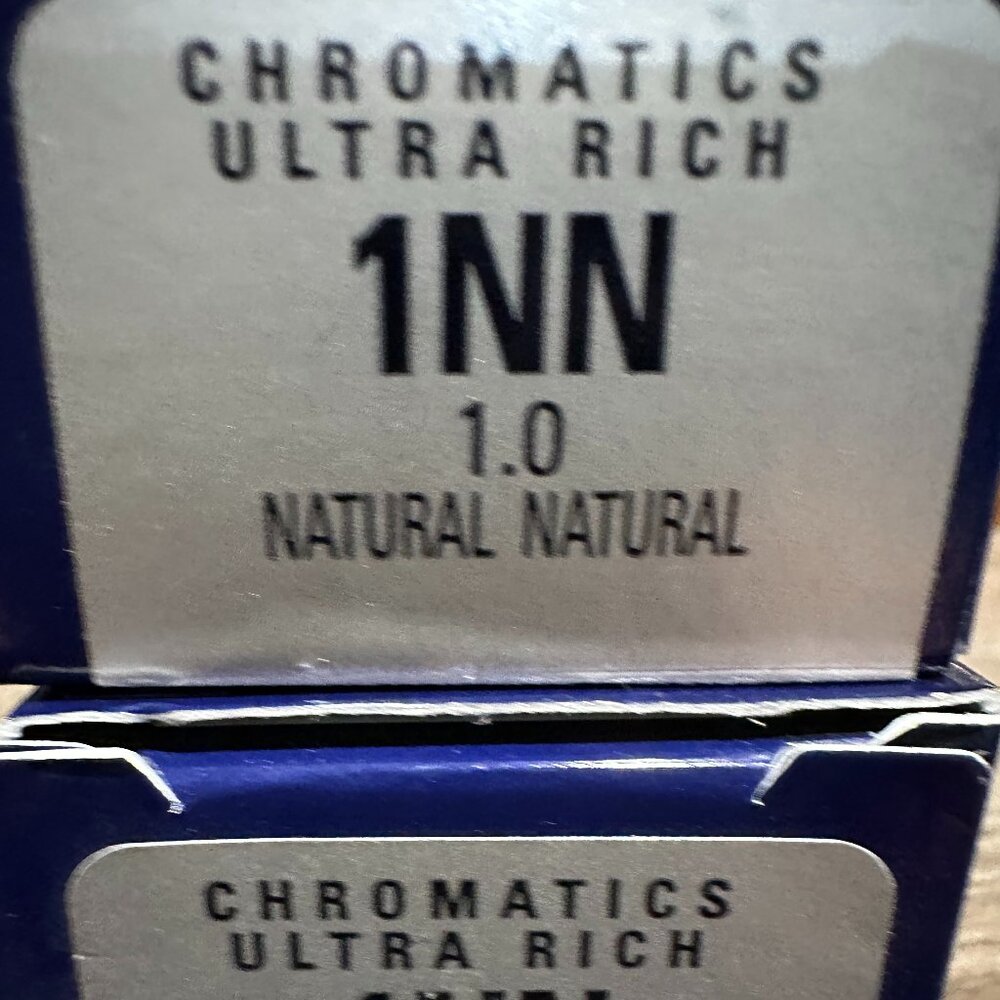 CHROMATICS
ULTRA RICH
1NN
1.0
NATURAL NATURAL
CHROMATICS
ULTRA RICH